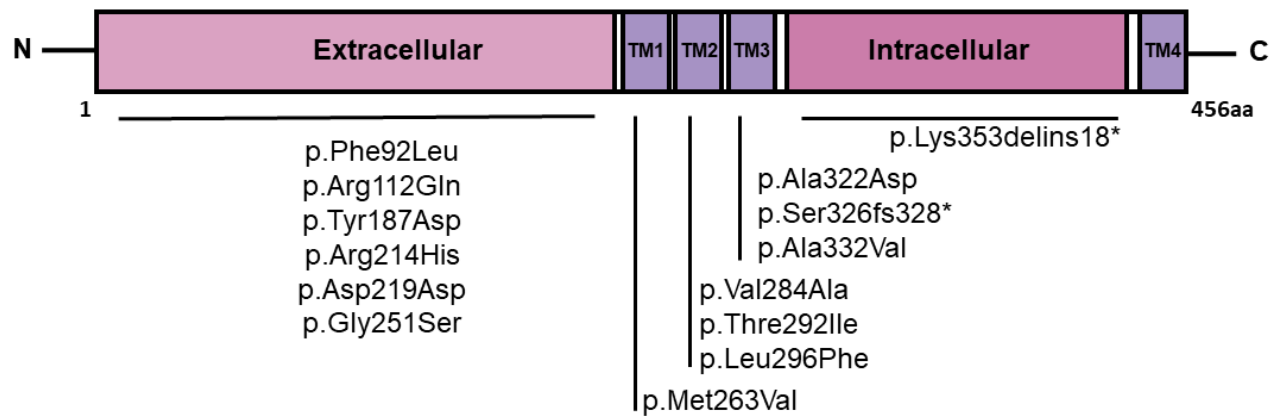 N Extracellular TM1 TM2 TM3 Intracellular TM4 C
1 456aa
p.Lys353delins18*
p.Phe92Leu
p.Arg112Gln
p.Tyr187Asp
p.Arg214His
p.Asp219Asp
p.Gly251Ser
p.Ala322Asp
p.Ser326fs328*
p.Ala332Val
p.Val284Ala
p.Thre292Ile
p.Leu296Phe
p.Met263Val